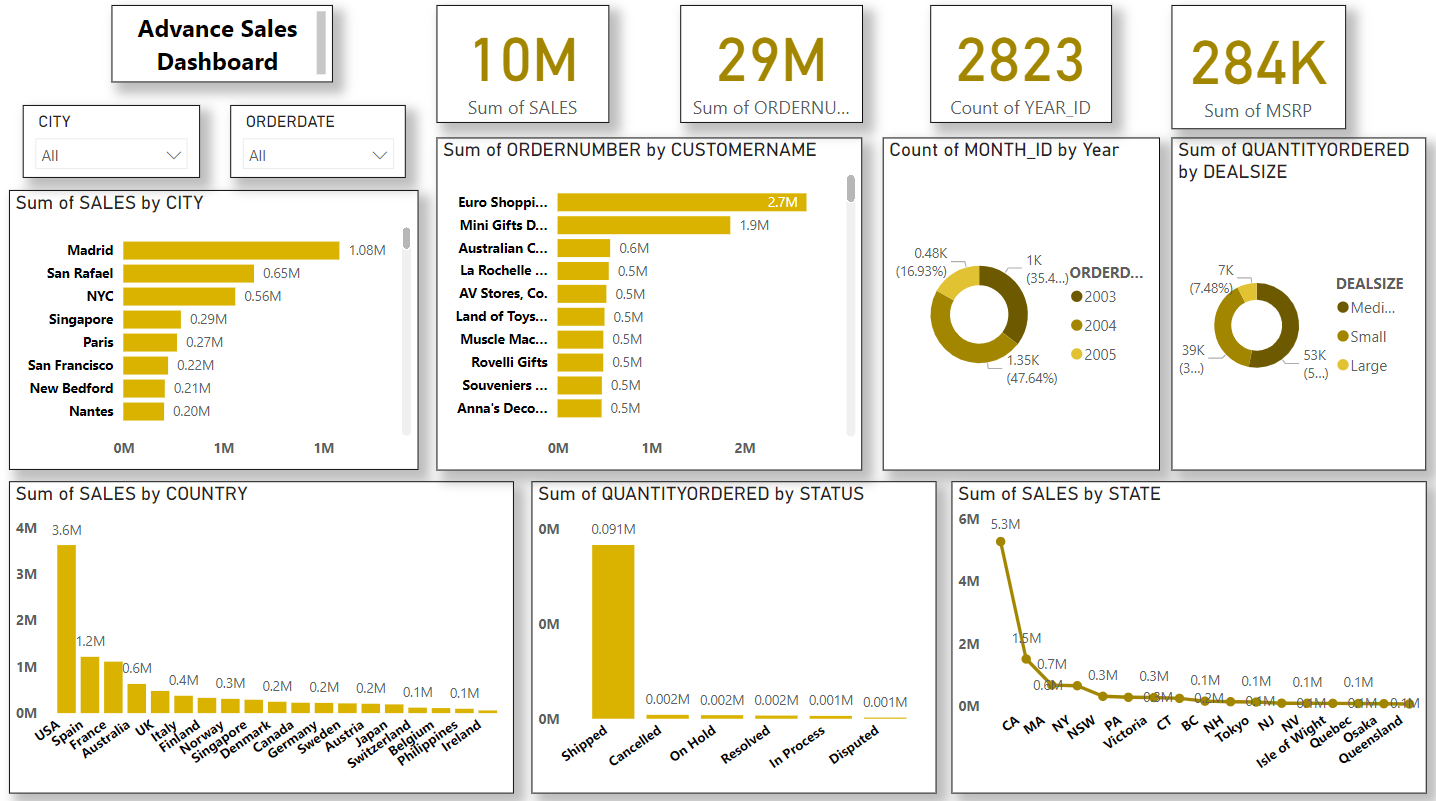 Advance Sales
Dashboard
10M
Sum of SALES
29M
Sum of ORDERNU...
2823
Count of YEAR_ID
284K
Sum of MSRP
CITY
All
ORDERDATE
All
Sum of SALES by CITY
Madrid 1.08M
San Rafael 0.65M
NYC 0.56M
Singapore 0.29M
Paris 0.27M
San Francisco 0.22M
New Bedford 0.21M
Nantes 0.20M
0M 1M 1M
Sum of ORDERNUMBER by CUSTOMERNAME
Euro Shoppi... 2.7M
Mini Gifts D... 1.9M
Australian C... 0.6M
La Rochelle ... 0.5M
AV Stores, Co. 0.5M
Land of Toys... 0.5M
Muscle Mac... 0.5M
Rovelli Gifts 0.5M
Souveniers ... 0.5M
Anna's Deco... 0.5M
0M 1M 2M
Count of MONTH_ID by Year
0.48K
(16.93%)
1K
(35.4...)
1.35K
(47.64%)
ORDERD...
2003
2004
2005
Sum of QUANTITYORDERED
by DEALSIZE
7K
(7.48%)
39K
(3...)
53K
(5...)
DEALSIZE
Medi...
Small
Large
Sum of SALES by COUNTRY
4M
3M
2M
1M
0M
3.6M
1.2M
0.6M
0.4M
0.3M
0.2M
0.2M
0.2M
0.1M
0.1M
USA
Spain
France
Australia
UK
Italy
Finland
Norway
Singapore
Denmark
Canada
Germany
Sweden
Austria
Japan
Switzerland
Belgium
Philippines
Ireland
Sum of QUANTITYORDERED by STATUS
0M
0M
0M
0.091M
0.002M
0.002M
0.002M
0.001M
0.001M
Shipped
Cancelled
On Hold
Resolved
In Process
Disputed
Sum of SALES by STATE
6M
4M
2M
0M
5.3M
1.5M
0.7M
0.6M
0.3M
0.3M
0.3M
0.1M
0.2M
0.1M
0.1M
0.1M
0.1M
0.1M
0.1M
0.1M
CA
MA
NY
NSW
PA
Victoria
CT
BC
NH
Tokyo
NJ
NV
Isle of Wight
Quebec
Osaka
Queensland